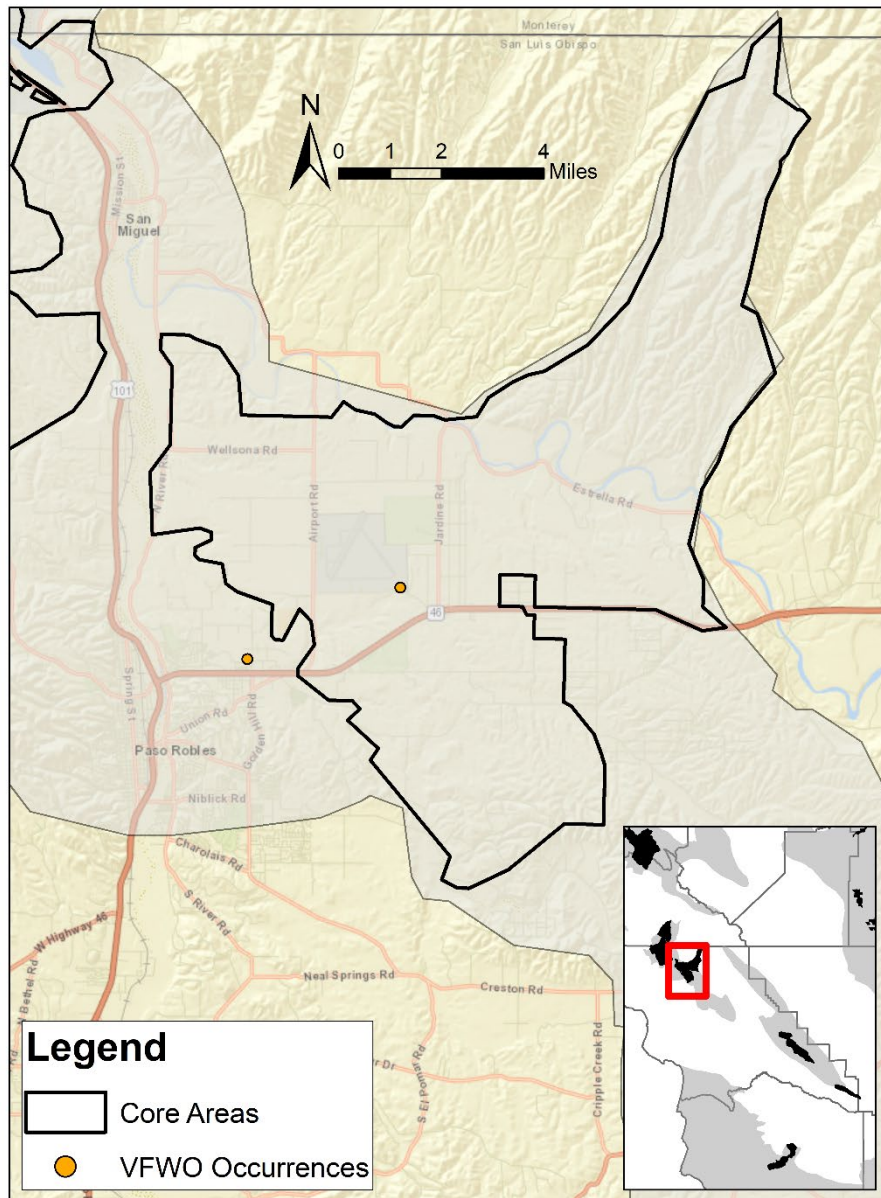 Monterey
San Luis Obispo
N
0 1 2 4
Miles
Mission St
San
Miguel
101
Wellsona Rd
N River R
Airport Rd
Jardine Rd
Estrella Rd
46
Spring St
Union Rd
Golden Hill Rd
Paso Robles
Niblick Rd
Charolais Rd
S River Rd
W Highway 46
N Bethel Rd
Neal Springs Rd
Creston Rd
S El Pomar Rd
Cripple Creek Rd
Rd
Dr
Legend
Core Areas
VFWO Occurrences